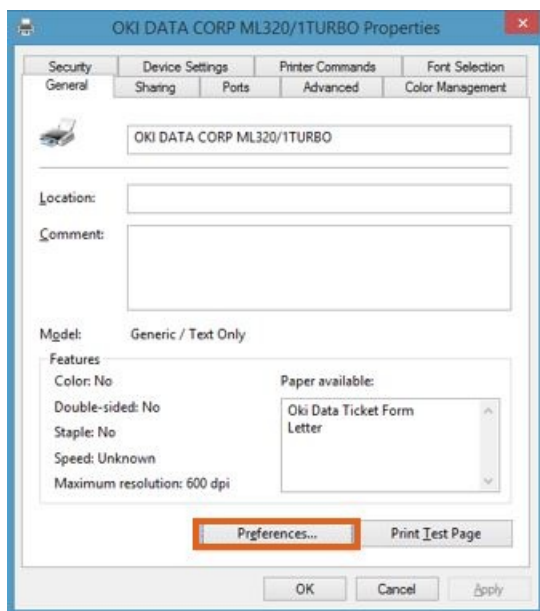 OKI DATA CORP ML320/1TURBO Properties
Security Device Settings Printer Commands Font Selection
General Sharing Ports Advanced Color Management
OKI DATA CORP ML320/1TURBO
Location:
Comment:
Model: Generic / Text Only
Features
Color: No Paper available:
Double-sided: No Oki Data Ticket Form
Staple: No Letter
Speed: Unknown
Maximum resolution: 600 dpi
Preferences... Print Test Page
OK Cancel Apply